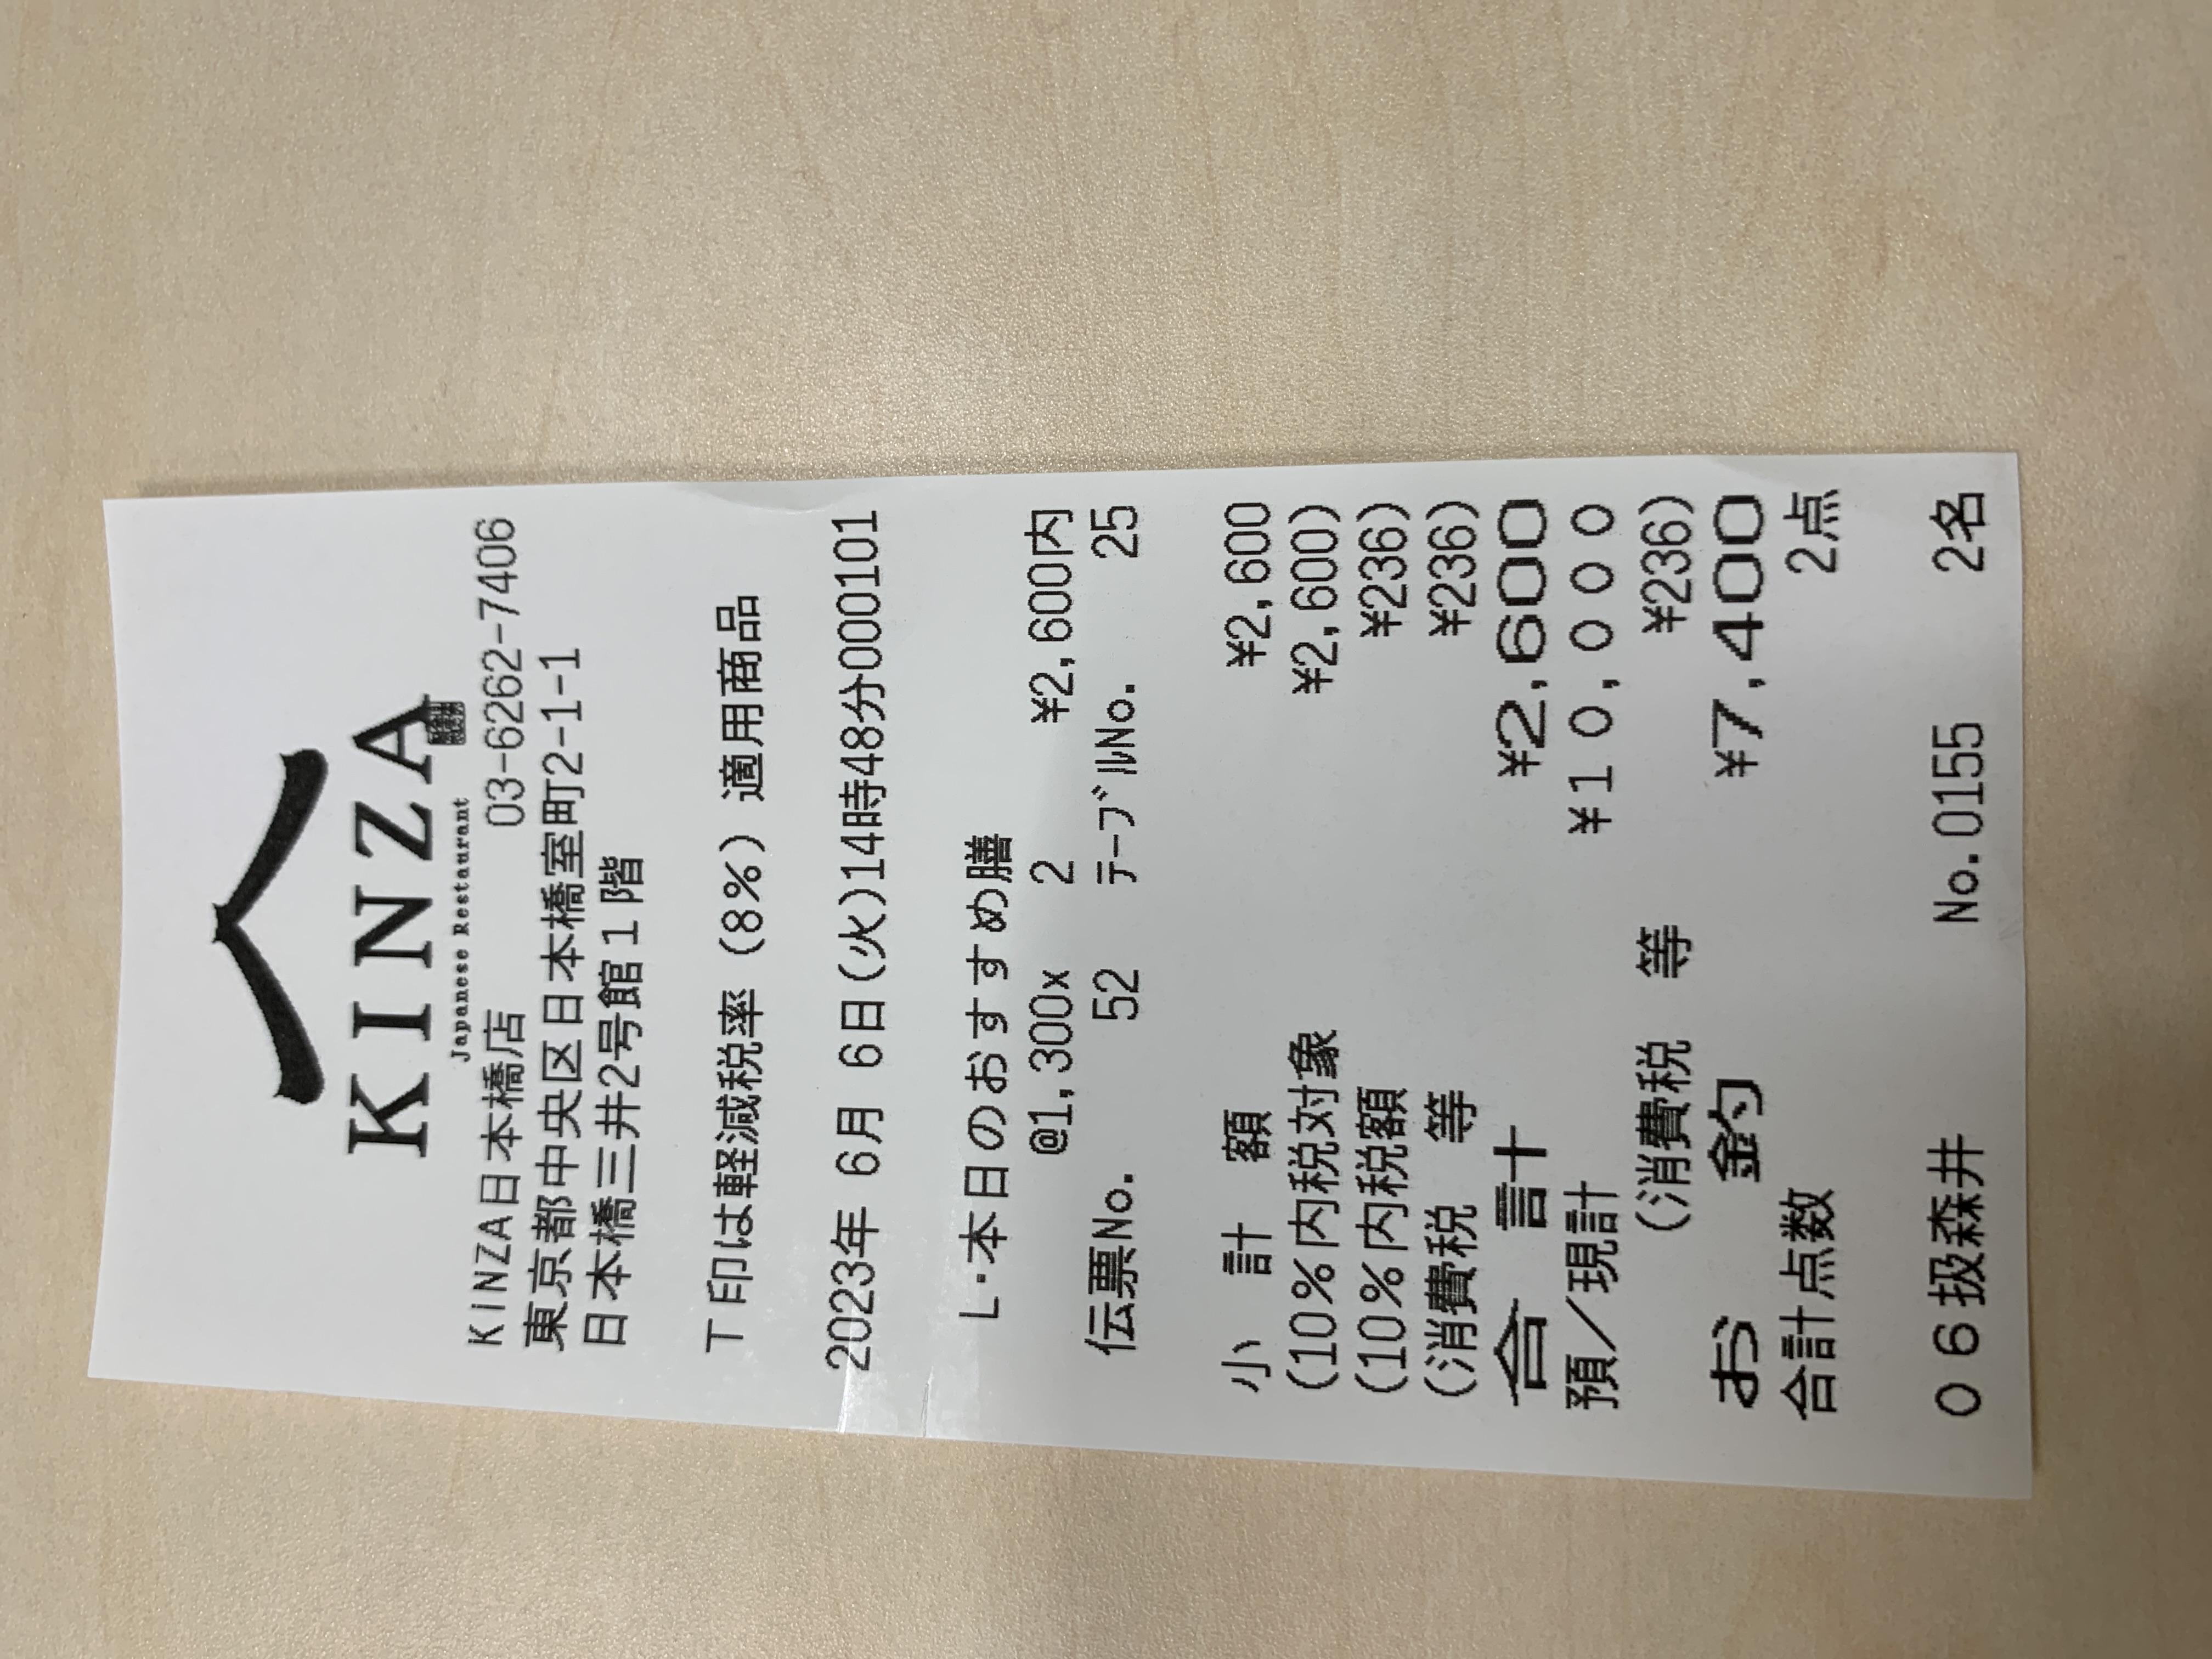 KINZA
Japanese Restaurant
KINZA日本橋店 03-6262-7406
東京都中央区日本橋室町2-1-1
日本橋三井2号館1階
T印は軽減税率(8%)適用商品
2023年 6月 6日(火)14時48分000101
L・本日のおすすめ膳
@1,300x 2 ¥2,600内
伝票No. 52 テーブルNo. 25
小 計 額 ¥2,600
(10%内税対象 ¥2,600)
(10%内税額 ¥236)
(消費税 等 ¥236)
合 計 ¥2,600
預/現計 ¥10,000
(消費税 等 ¥236)
お 釣 ¥7,400
合計点数 2点
06扱森井 No.0155 2名